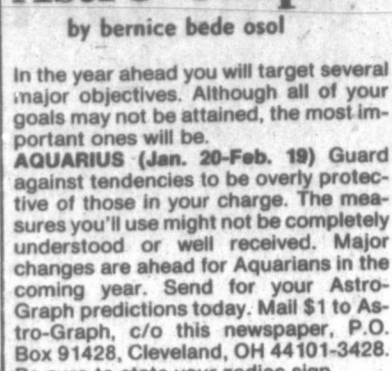 by bernice bede osol
In the year ahead you will target several
major objectives. Although all of your
goals may not be attained, the most im-
portant ones will be.
AQUARIUS (Jan. 20-Feb. 19) Guard
against tendencies to be overly protec-
tive of those in your charge. The mea-
sures you'll use might not be completely
understood or well received. Major
changes are ahead for Aquarians in the
coming year. Send for your Astro-
Graph predictions today. Mail $1 to As-
tro-Graph, c/o this newspaper, P.O.
Box 91428, Cleveland, OH 44101-3428.